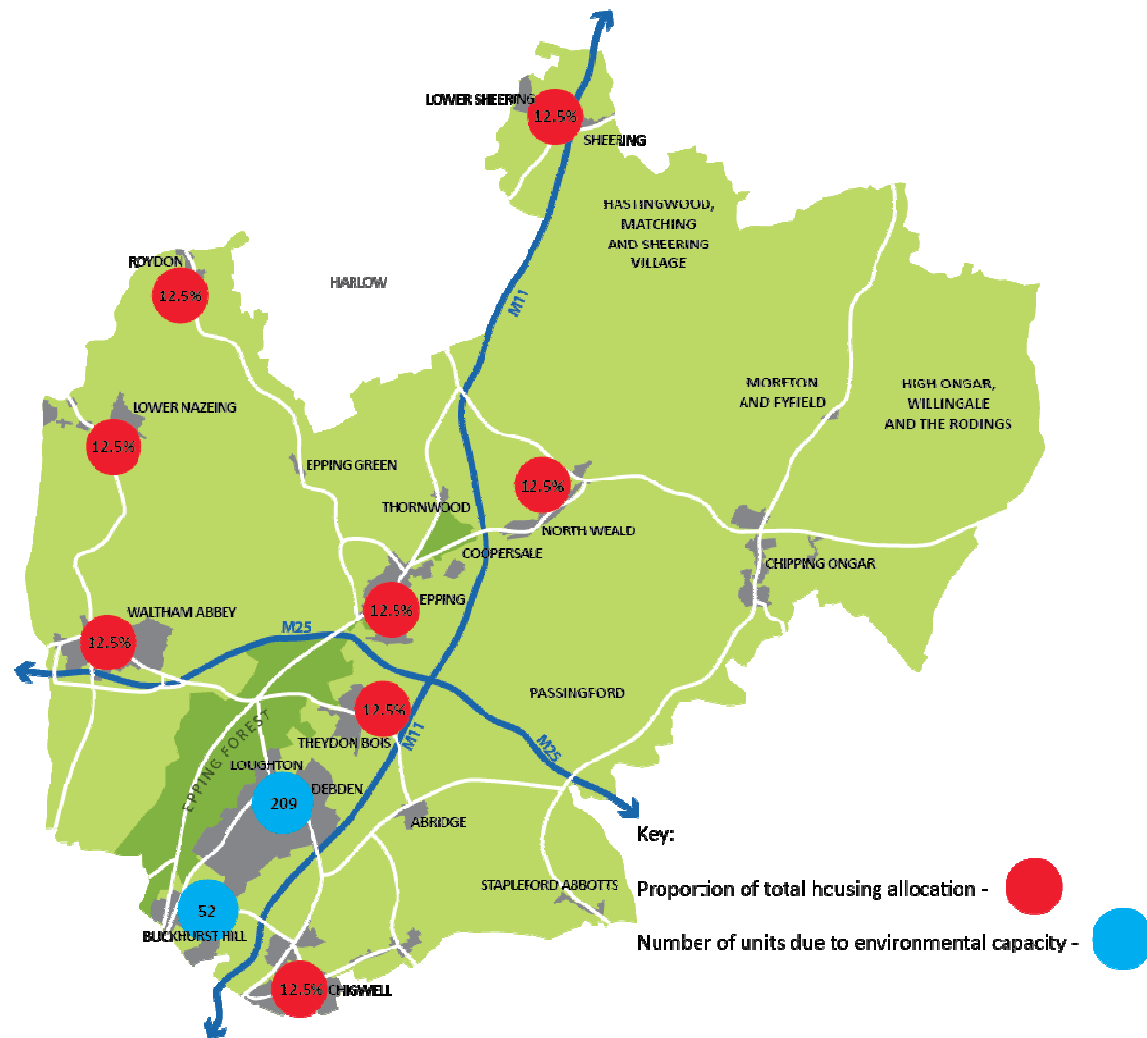 LOWER SHEERING
12.5%
SHEERING
HASTINGWOOD,
MATCHING
AND SHEERING
VILLAGE
ROYDON
HARLOW
12.5%
M11
MORETON
AND FYFIELD
HIGH ONGAR,
WILLINGALE
AND THE RODINGS
LOWER NAZEING
12.5%
EPPING GREEN
THORNWOOD
12.5%
NORTH WEALD
COOPERSALE
CHIPPING ONGAR
EPPING
12.5%
WALTHAM ABBEY
12.5%
M25
PASSINGFORD
12.5%
THEYDON BOIS
M11
M25
EPPING FOREST
LOUGHTON
DEBDEN
209
ABRIDGE
Key:
STAPLEFORD ABBOTTS
Proportion of total housing allocation -
52
BUCKHURST HILL
Number of units due to environmental capacity -
12.5%
CHIGWELL